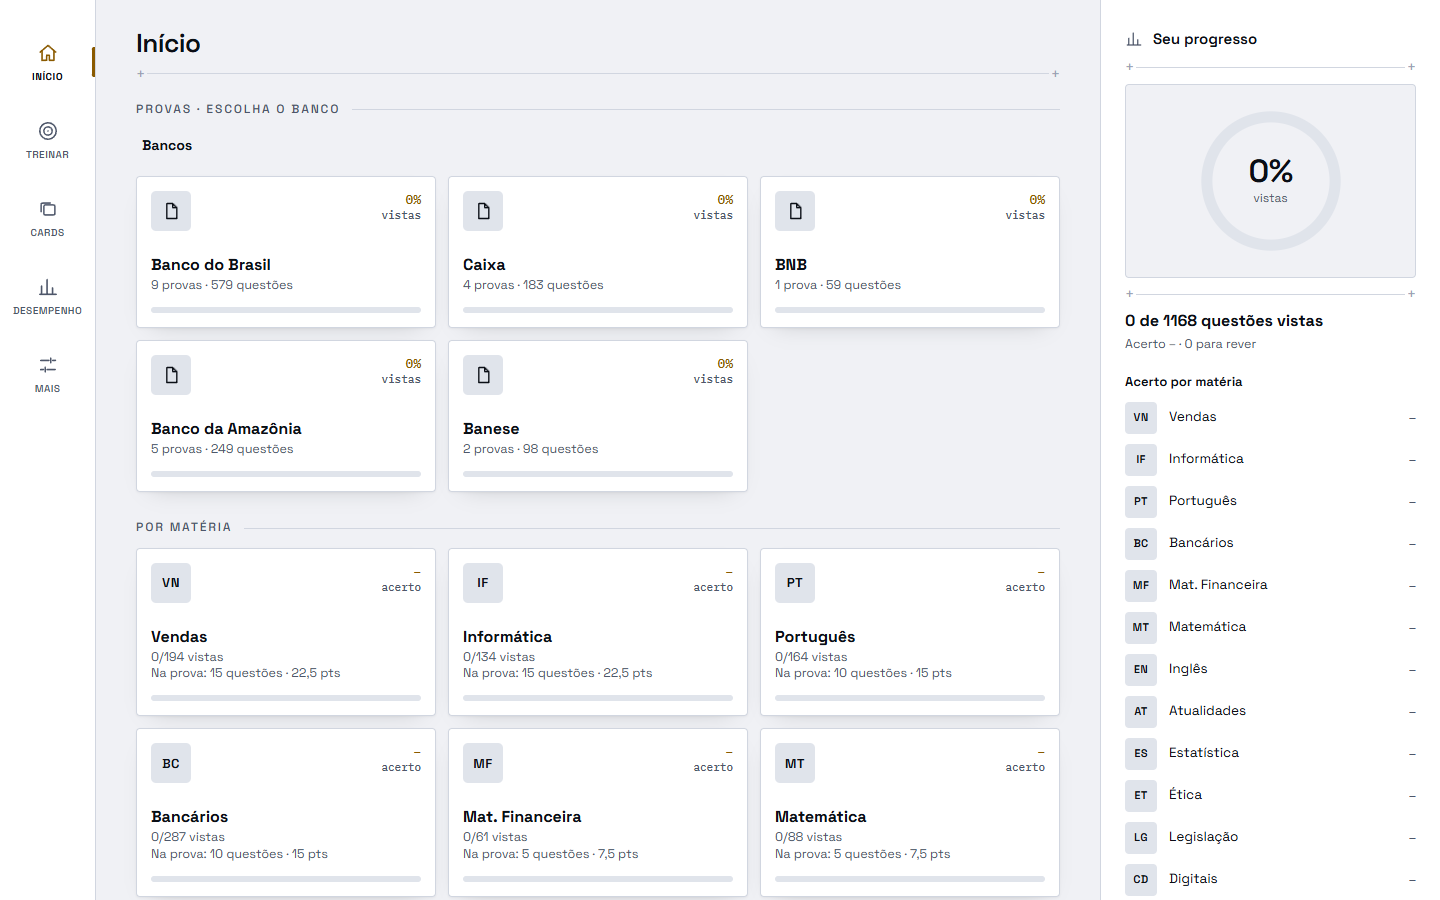 INÍCIO
TREINAR
CARDS
DESEMPENHO
MAIS
Início
PROVAS · ESCOLHA O BANCO
Bancos
0%
vistas
Banco do Brasil
9 provas · 579 questões
0%
vistas
Caixa
4 provas · 183 questões
0%
vistas
BNB
1 prova · 59 questões
0%
vistas
Banco da Amazônia
5 provas · 249 questões
0%
vistas
Banese
2 provas · 98 questões
POR MATÉRIA
VN
–
acerto
Vendas
0/194 vistas
Na prova: 15 questões · 22,5 pts
IF
–
acerto
Informática
0/134 vistas
Na prova: 15 questões · 22,5 pts
PT
–
acerto
Português
0/164 vistas
Na prova: 10 questões · 15 pts
BC
–
acerto
Bancários
0/287 vistas
Na prova: 10 questões · 15 pts
MF
–
acerto
Mat. Financeira
0/61 vistas
Na prova: 5 questões · 7,5 pts
MT
–
acerto
Matemática
0/88 vistas
Na prova: 5 questões · 7,5 pts
Seu progresso
0%
vistas
0 de 1168 questões vistas
Acerto – · 0 para rever
Acerto por matéria
VN Vendas –
IF Informática –
PT Português –
BC Bancários –
MF Mat. Financeira –
MT Matemática –
EN Inglês –
AT Atualidades –
ES Estatística –
ET Ética –
LG Legislação –
CD Digitais –